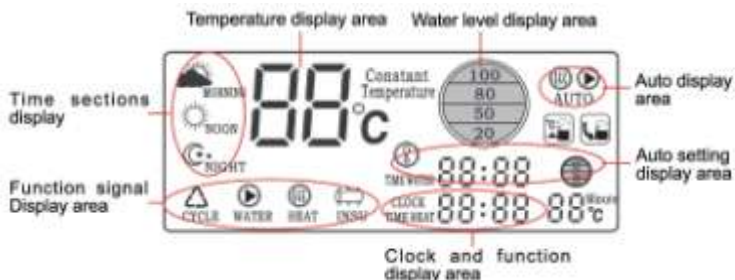 Temperature display area
Water level display area
Time sections
display
MORNING
NOON
NIGHT
88°C
Constant
Temperature
100
80
50
20
AUTO
Auto display
area
Auto setting
display area
TIME WATER
88:88
Function signal
Display area
CYCLE
WATER
HEAT
INSU
CLOCK
TIME HEAT
88:88
88
°C
Clock and function
display area